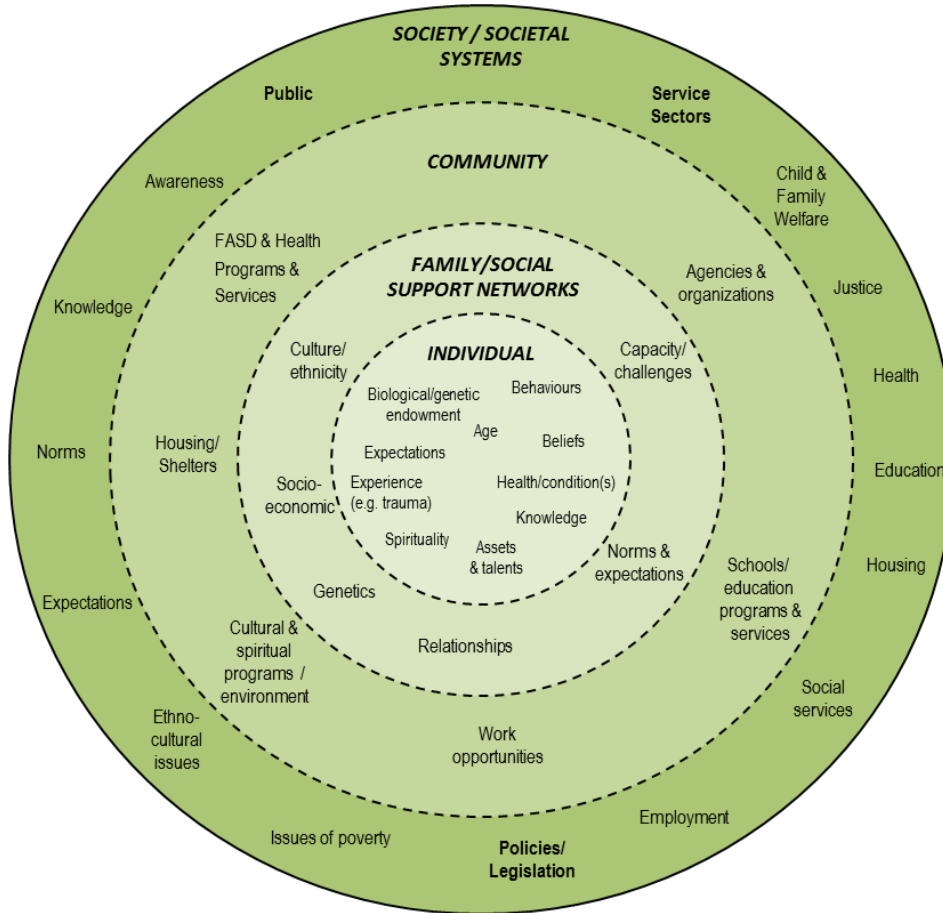 SOCIETY / SOCIETAL
SYSTEMS
Public
Service
Sectors
Awareness
Knowledge
Norms
Expectations
Ethno-
cultural
issues
Issues of poverty
Policies/
Legislation
Employment
Social
services
Housing
Education
Health
Justice
Child &
Family
Welfare
COMMUNITY
FASD & Health
Programs &
Services
Housing/
Shelters
Cultural &
spiritual
programs /
environment
Work
opportunities
Schools/
education
programs &
services
Agencies &
organizations
FAMILY/SOCIAL
SUPPORT NETWORKS
Culture/
ethnicity
Socio-
economic
Genetics
Relationships
Norms &
expectations
Capacity/
challenges
INDIVIDUAL
Biological/genetic
endowment
Behaviours
Age
Expectations
Beliefs
Experience
(e.g. trauma)
Health/condition(s)
Knowledge
Spirituality
Assets
& talents